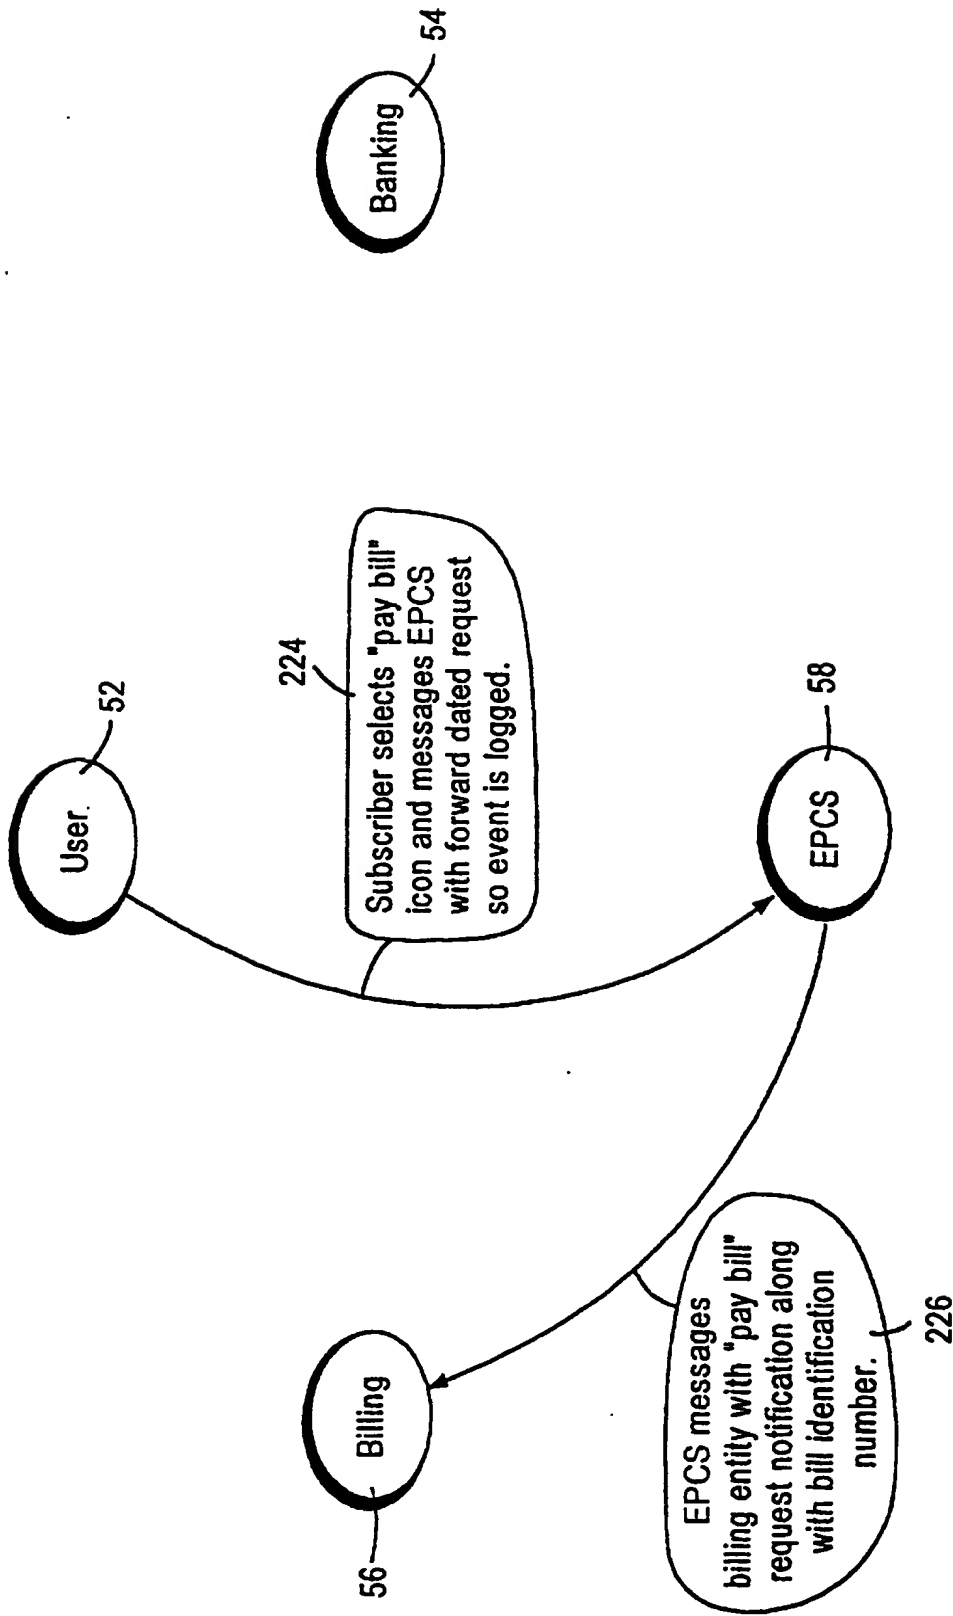 User.
52
224
Subscriber selects "pay bill"
icon and messages EPCS
with forward dated request
so event is logged.
Banking
54
56
Billing
EPCS
58
EPCS messages
billing entity with "pay bill"
request notification along
with bill identification
number.
226